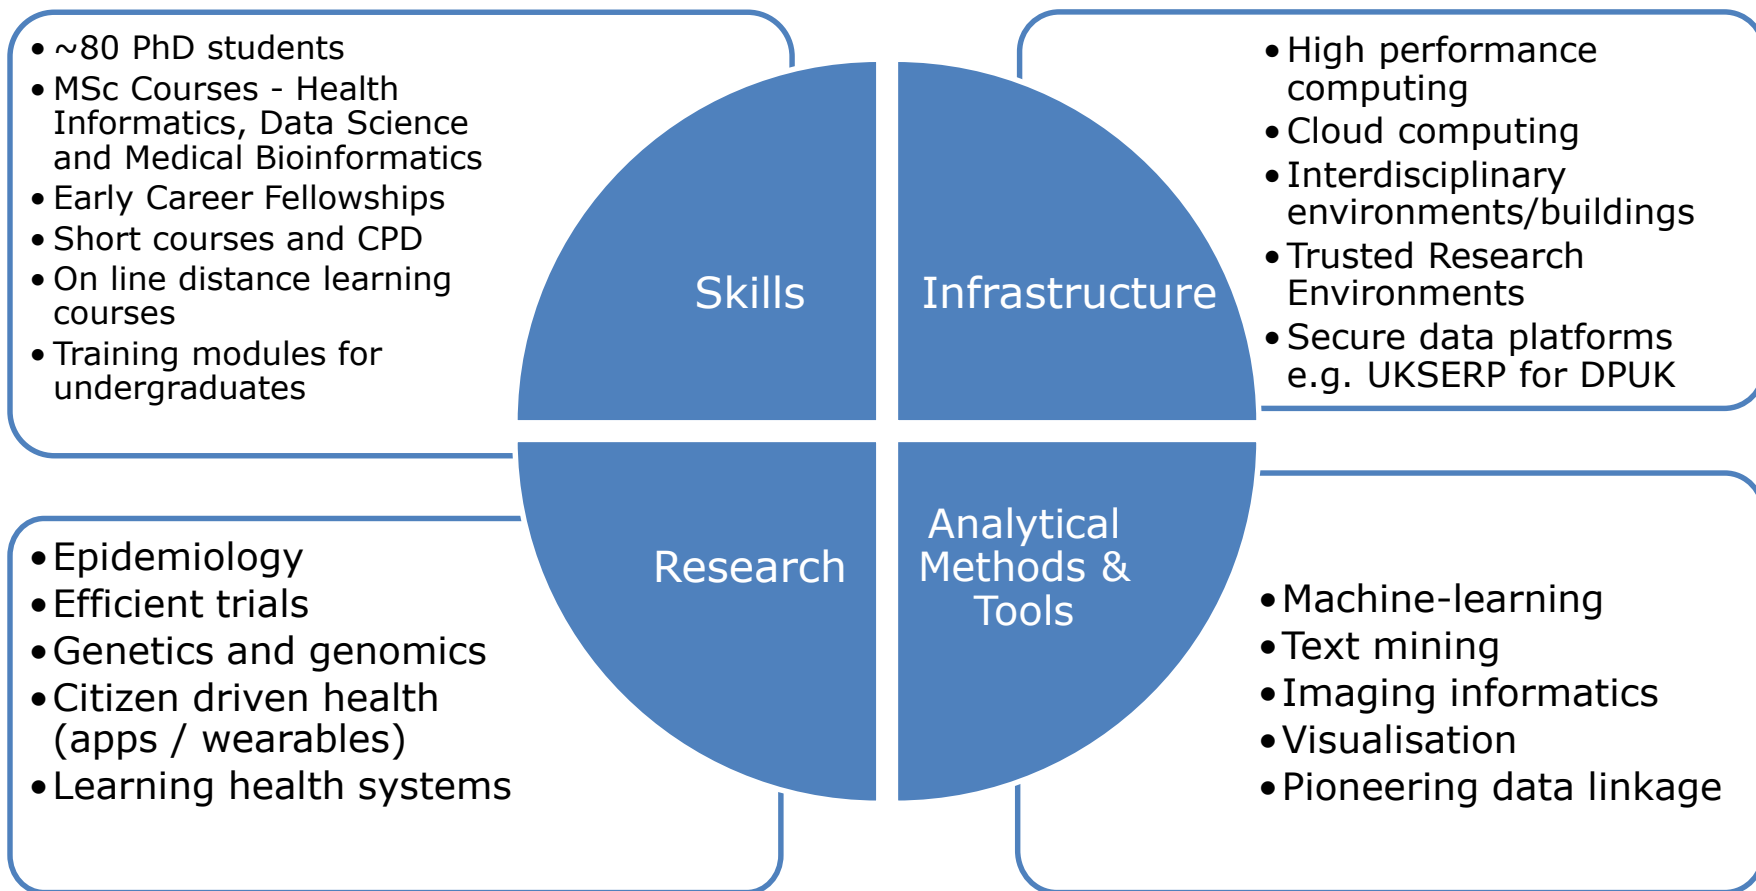 • ~80 PhD students
• MSc Courses - Health
Informatics, Data Science
and Medical Bioinformatics
• Early Career Fellowships
• Short courses and CPD
• On line distance learning
courses
• Training modules for
undergraduates
Skills
Infrastructure
• High performance
computing
• Cloud computing
• Interdisciplinary
environments/buildings
• Trusted Research
Environments
• Secure data platforms
e.g. UKSERP for DPUK
• Epidemiology
• Efficient trials
• Genetics and genomics
• Citizen driven health
(apps / wearables)
• Learning health systems
Research
Analytical
Methods &
Tools
• Machine-learning
• Text mining
• Imaging informatics
• Visualisation
• Pioneering data linkage